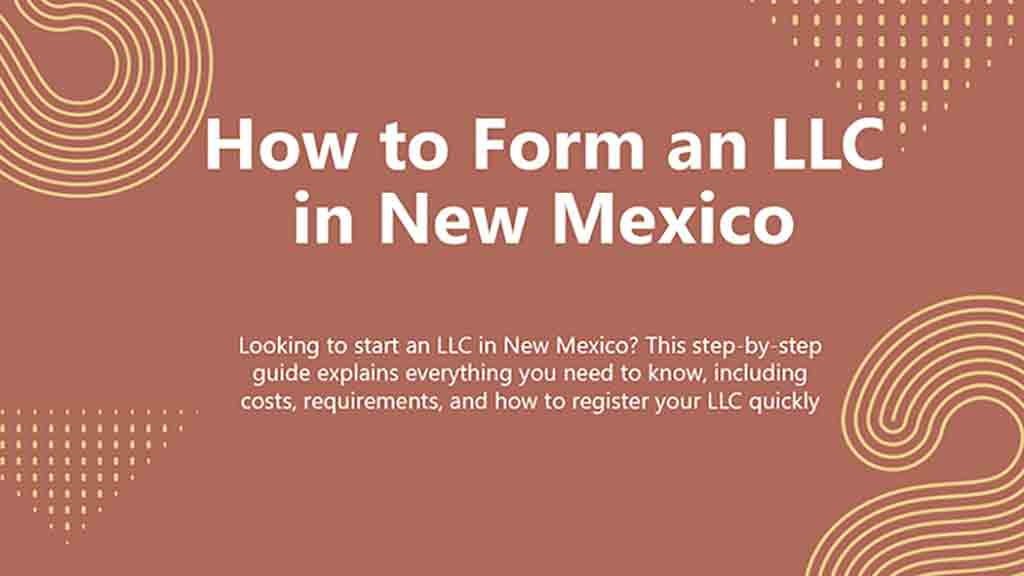 How to Form an LLC
in New Mexico
Looking to start an LLC in New Mexico? This step-by-step
guide explains everything you need to know, including
costs, requirements, and how to register your LLC quickly